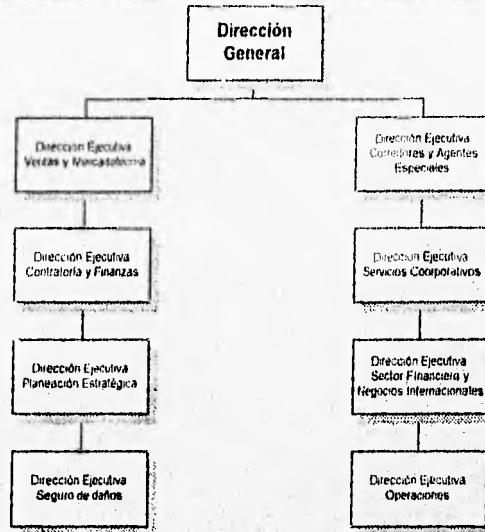 Dirección
General
Dirección Ejecutiva
Ventas y Mercadotecnia
Dirección Ejecutiva
Corredores y Agentes
Especiales
Dirección Ejecutiva
Contraloría y Finanzas
Dirección Ejecutiva
Servicios Coorporativos
Dirección Ejecutiva
Planeación Estratégica
Dirección Ejecutiva
Sector Financiero y
Negocios Internacionales
Dirección Ejecutiva
Seguro de daños
Dirección Ejecutiva
Operaciones